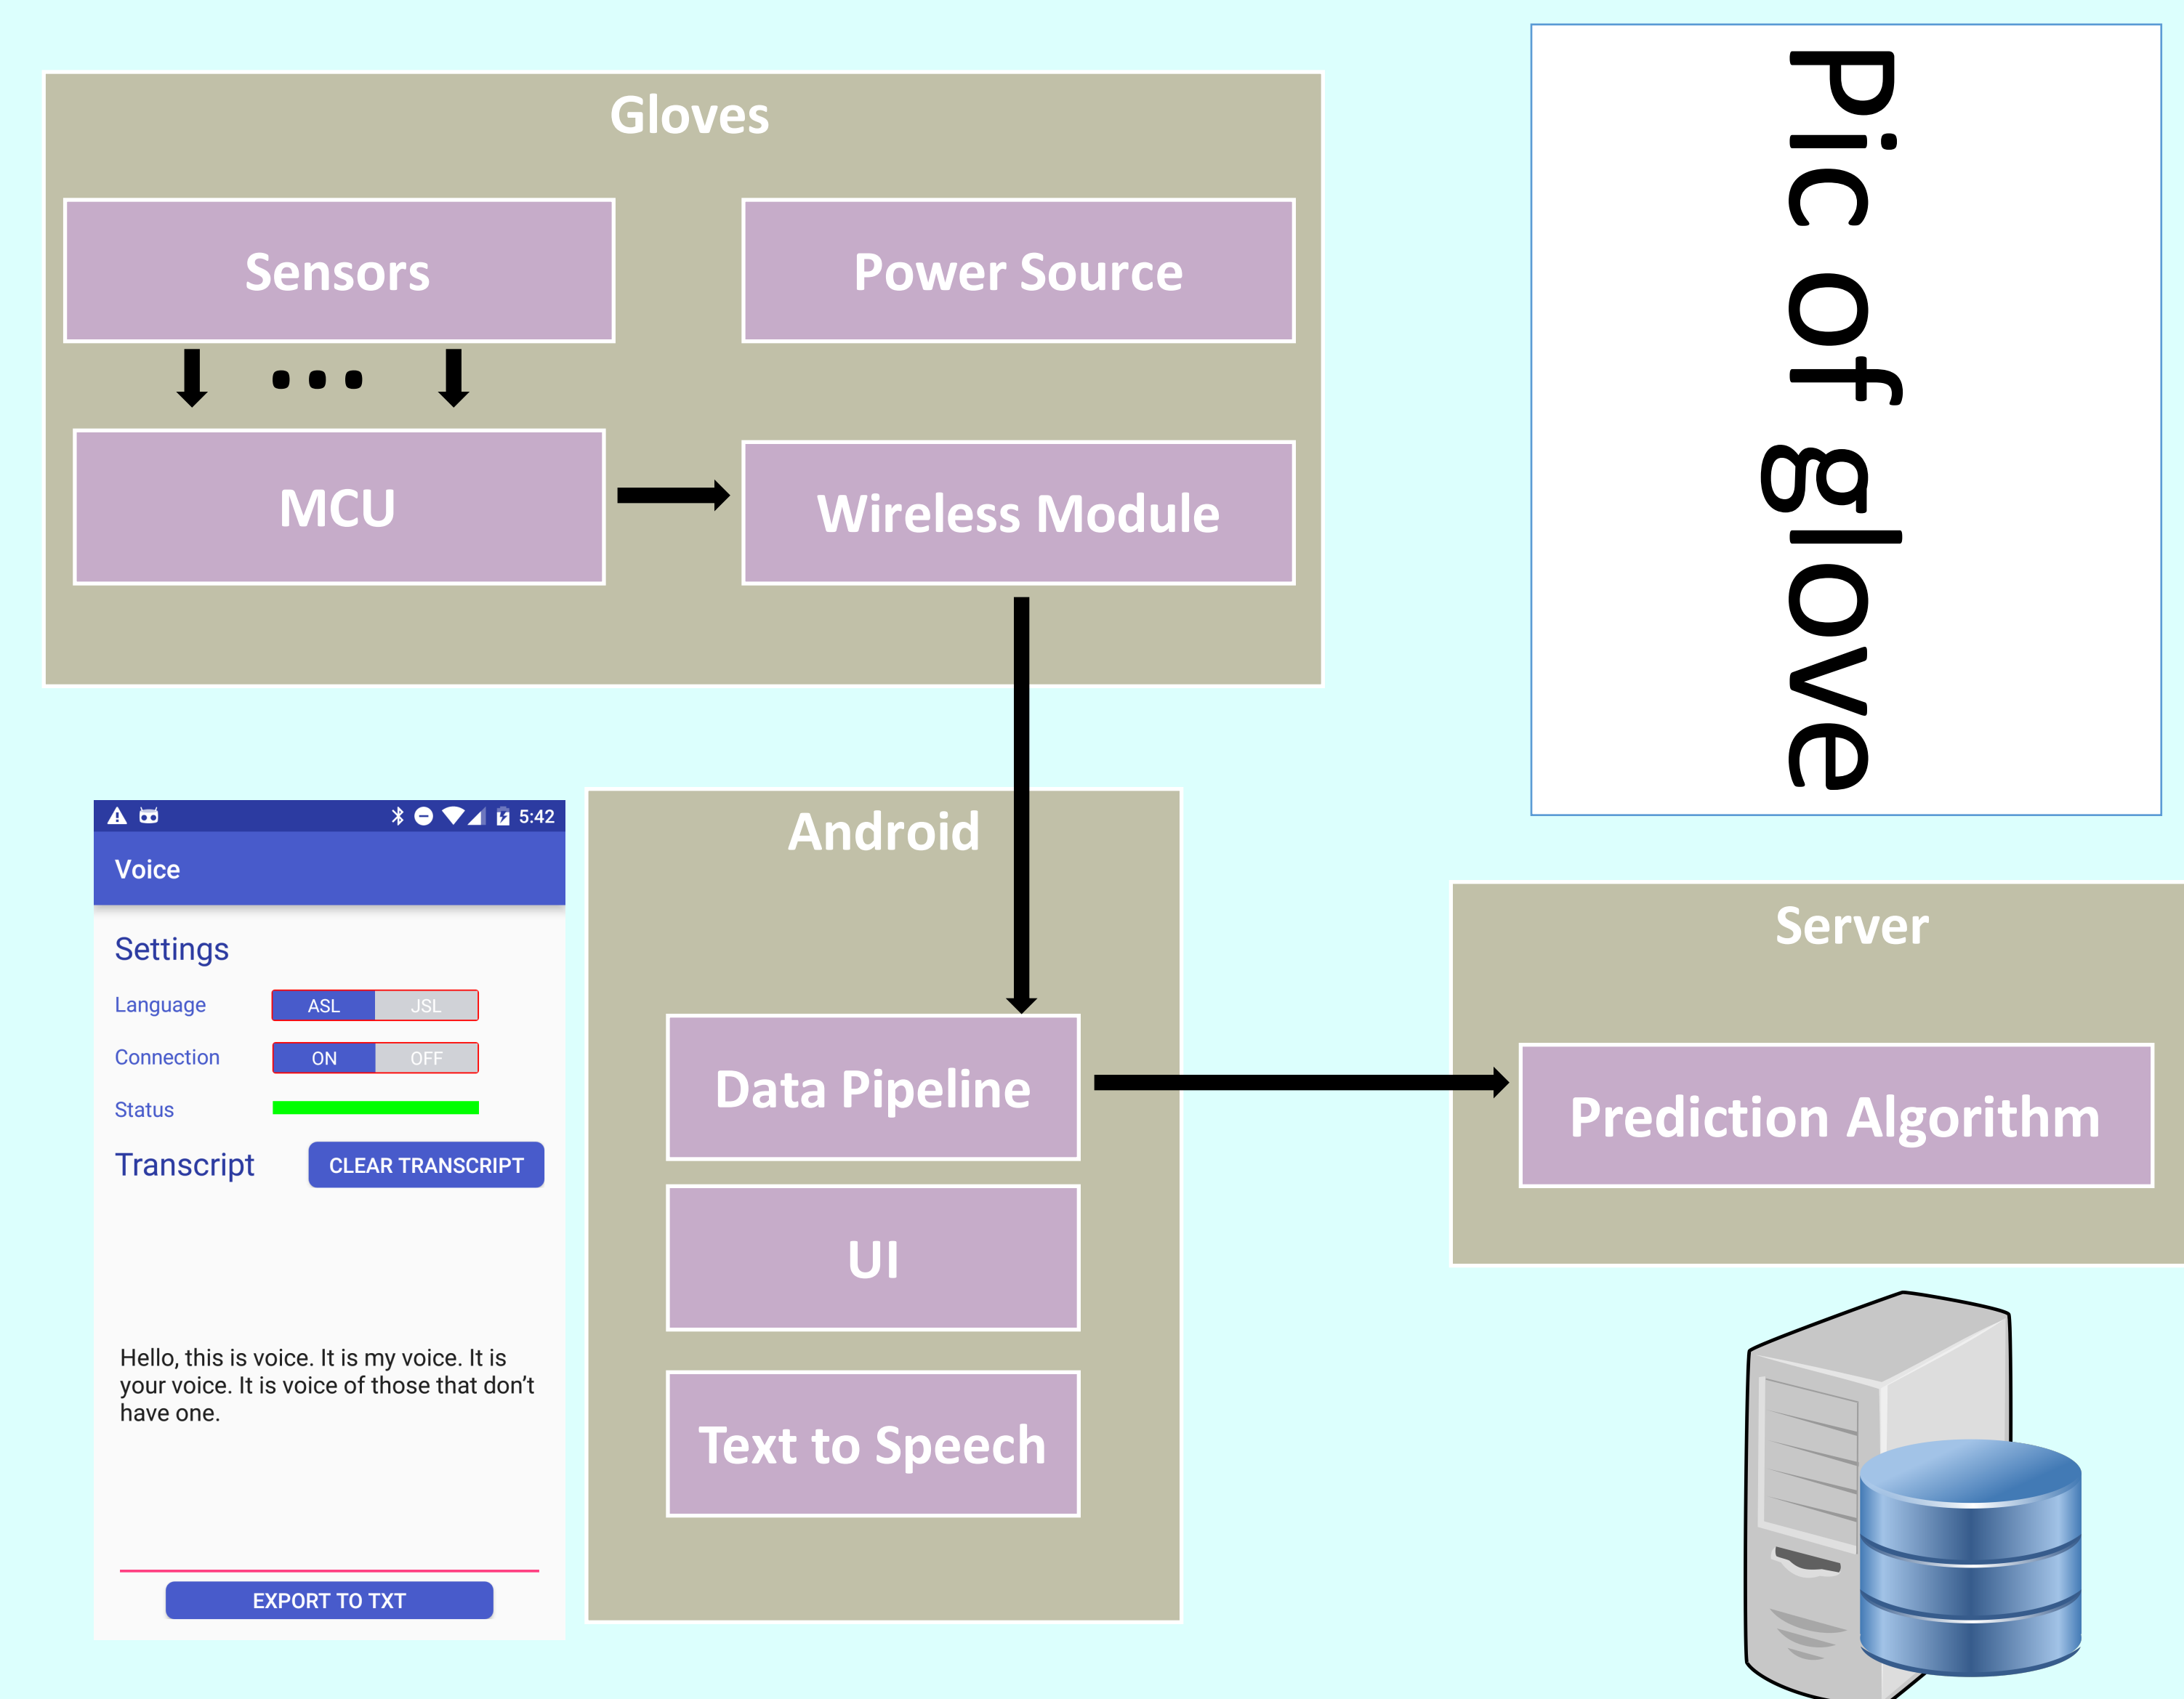 Gloves
Sensors
Power Source
...
MCU
Wireless Module
Pic of glove
5:42
Voice
Settings
Language
ASL
JSL
Connection
ON
OFF
Status
Transcript
CLEAR TRANSCRIPT
Hello, this is voice. It is my voice. It is
your voice. It is voice of those that don’t
have one.
EXPORT TO TXT
Android
Data Pipeline
UI
Text to Speech
Server
Prediction Algorithm